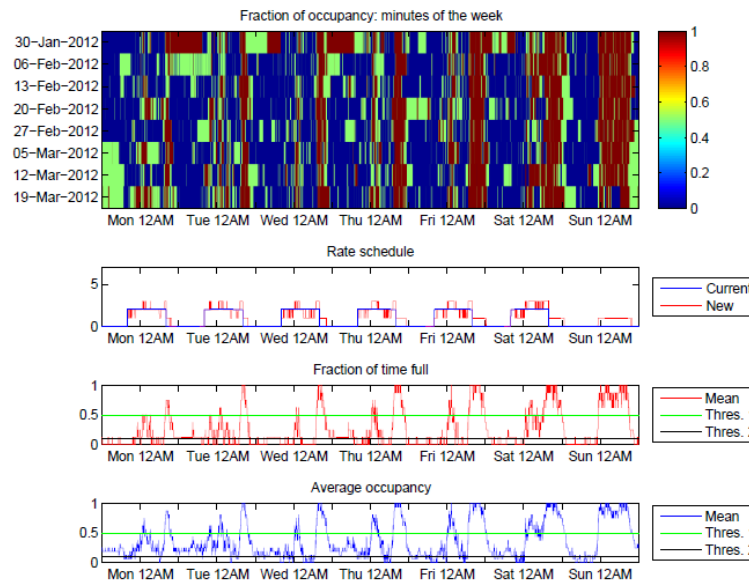 Fraction of occupancy: minutes of the week
30-Jan-2012
06-Feb-2012
13-Feb-2012
20-Feb-2012
27-Feb-2012
05-Mar-2012
12-Mar-2012
19-Mar-2012
Mon 12AM Tue 12AM Wed 12AM Thu 12AM Fri 12AM Sat 12AM Sun 12AM
1
0.8
0.6
0.4
0.2
0
Rate schedule
5
0
Mon 12AM Tue 12AM Wed 12AM Thu 12AM Fri 12AM Sat 12AM Sun 12AM
Current
New
Fraction of time full
1
0.5
0
Mon 12AM Tue 12AM Wed 12AM Thu 12AM Fri 12AM Sat 12AM Sun 12AM
Mean
Thres.
Thres.
Average occupancy
1
0.5
0
Mon 12AM Tue 12AM Wed 12AM Thu 12AM Fri 12AM Sat 12AM Sun 12AM
Mean
Thres.
Thres.